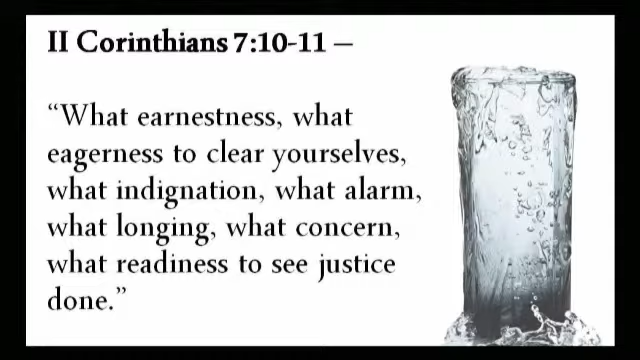 II Corinthians 7:10-11 –
“What earnestness, what
eagerness to clear yourselves,
what indignation, what alarm,
what longing, what concern,
what readiness to see justice
done.”